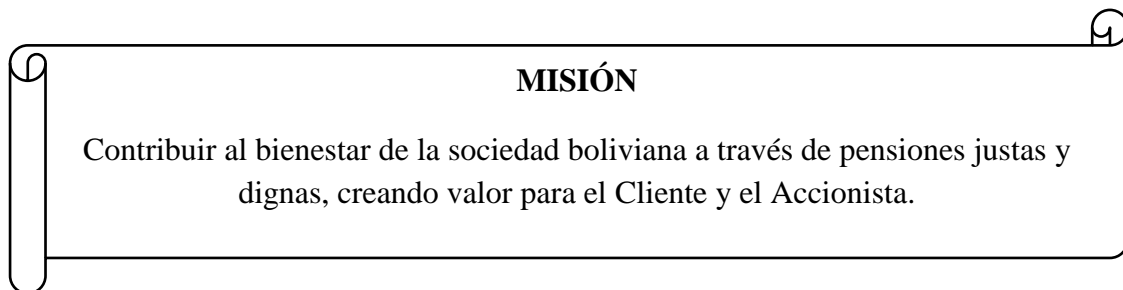 MISIÓN
Contribuir al bienestar de la sociedad boliviana a través de pensiones justas y
dignas, creando valor para el Cliente y el Accionista.